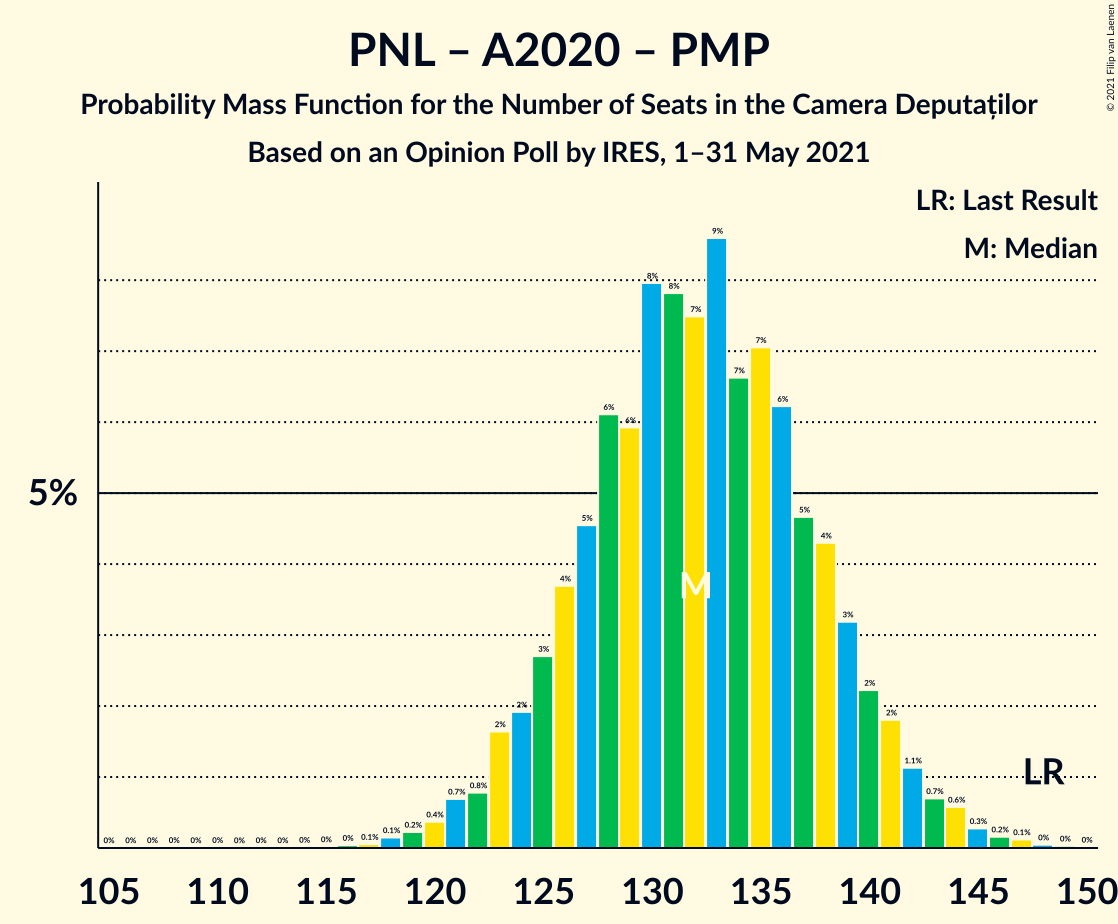 PNL – A2020 – PMP
Probability Mass Function for the Number of Seats in the Camera Deputaților
Based on an Opinion Poll by IRES, 1–31 May 2021
© 2021 Filip van Laenen
LR: Last Result
M: Median
5%
0% 0% 0% 0% 0% 0% 0% 0% 0% 0% 0% 0% 0.1% 0.1% 0.2% 0.4% 0.7% 0.8% 2% 2% 3% 4% 5% 6% 6% 8% 8% 7% 9% 7% 7% 6% 5% 4% 3% 2% 2% 1.1% 0.7% 0.6% 0.3% 0.2% 0.1% 0% 0% 0%
M
LR
105 110 115 120 125 130 135 140 145 150